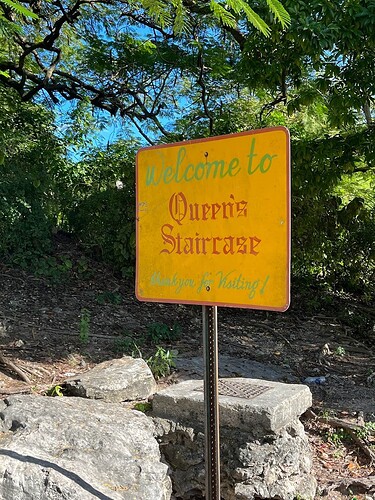 welcome to
Queen's
Staircase
Thank you for Visiting!